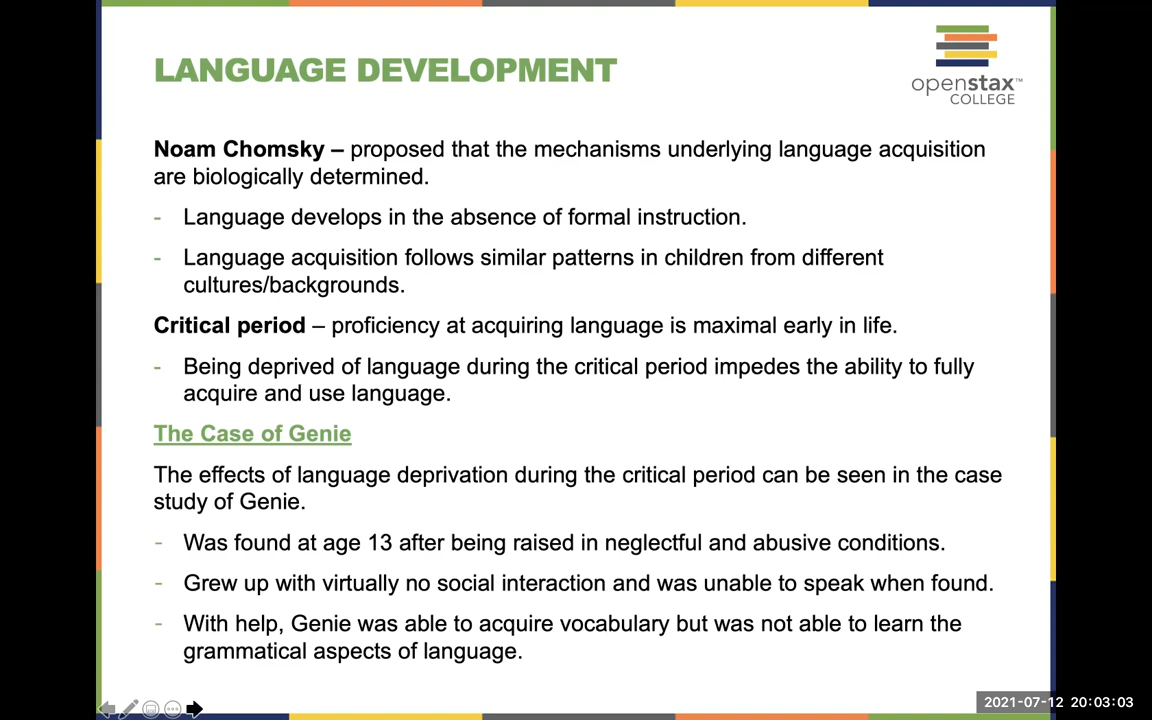 LANGUAGE DEVELOPMENT
openstax™
COLLEGE
Noam Chomsky – proposed that the mechanisms underlying language acquisition
are biologically determined.
- Language develops in the absence of formal instruction.
- Language acquisition follows similar patterns in children from different
cultures/backgrounds.
Critical period – proficiency at acquiring language is maximal early in life.
- Being deprived of language during the critical period impedes the ability to fully
acquire and use language.
The Case of Genie
The effects of language deprivation during the critical period can be seen in the case
study of Genie.
- Was found at age 13 after being raised in neglectful and abusive conditions.
- Grew up with virtually no social interaction and was unable to speak when found.
- With help, Genie was able to acquire vocabulary but was not able to learn the
grammatical aspects of language.
2021-07-12 20:03:03